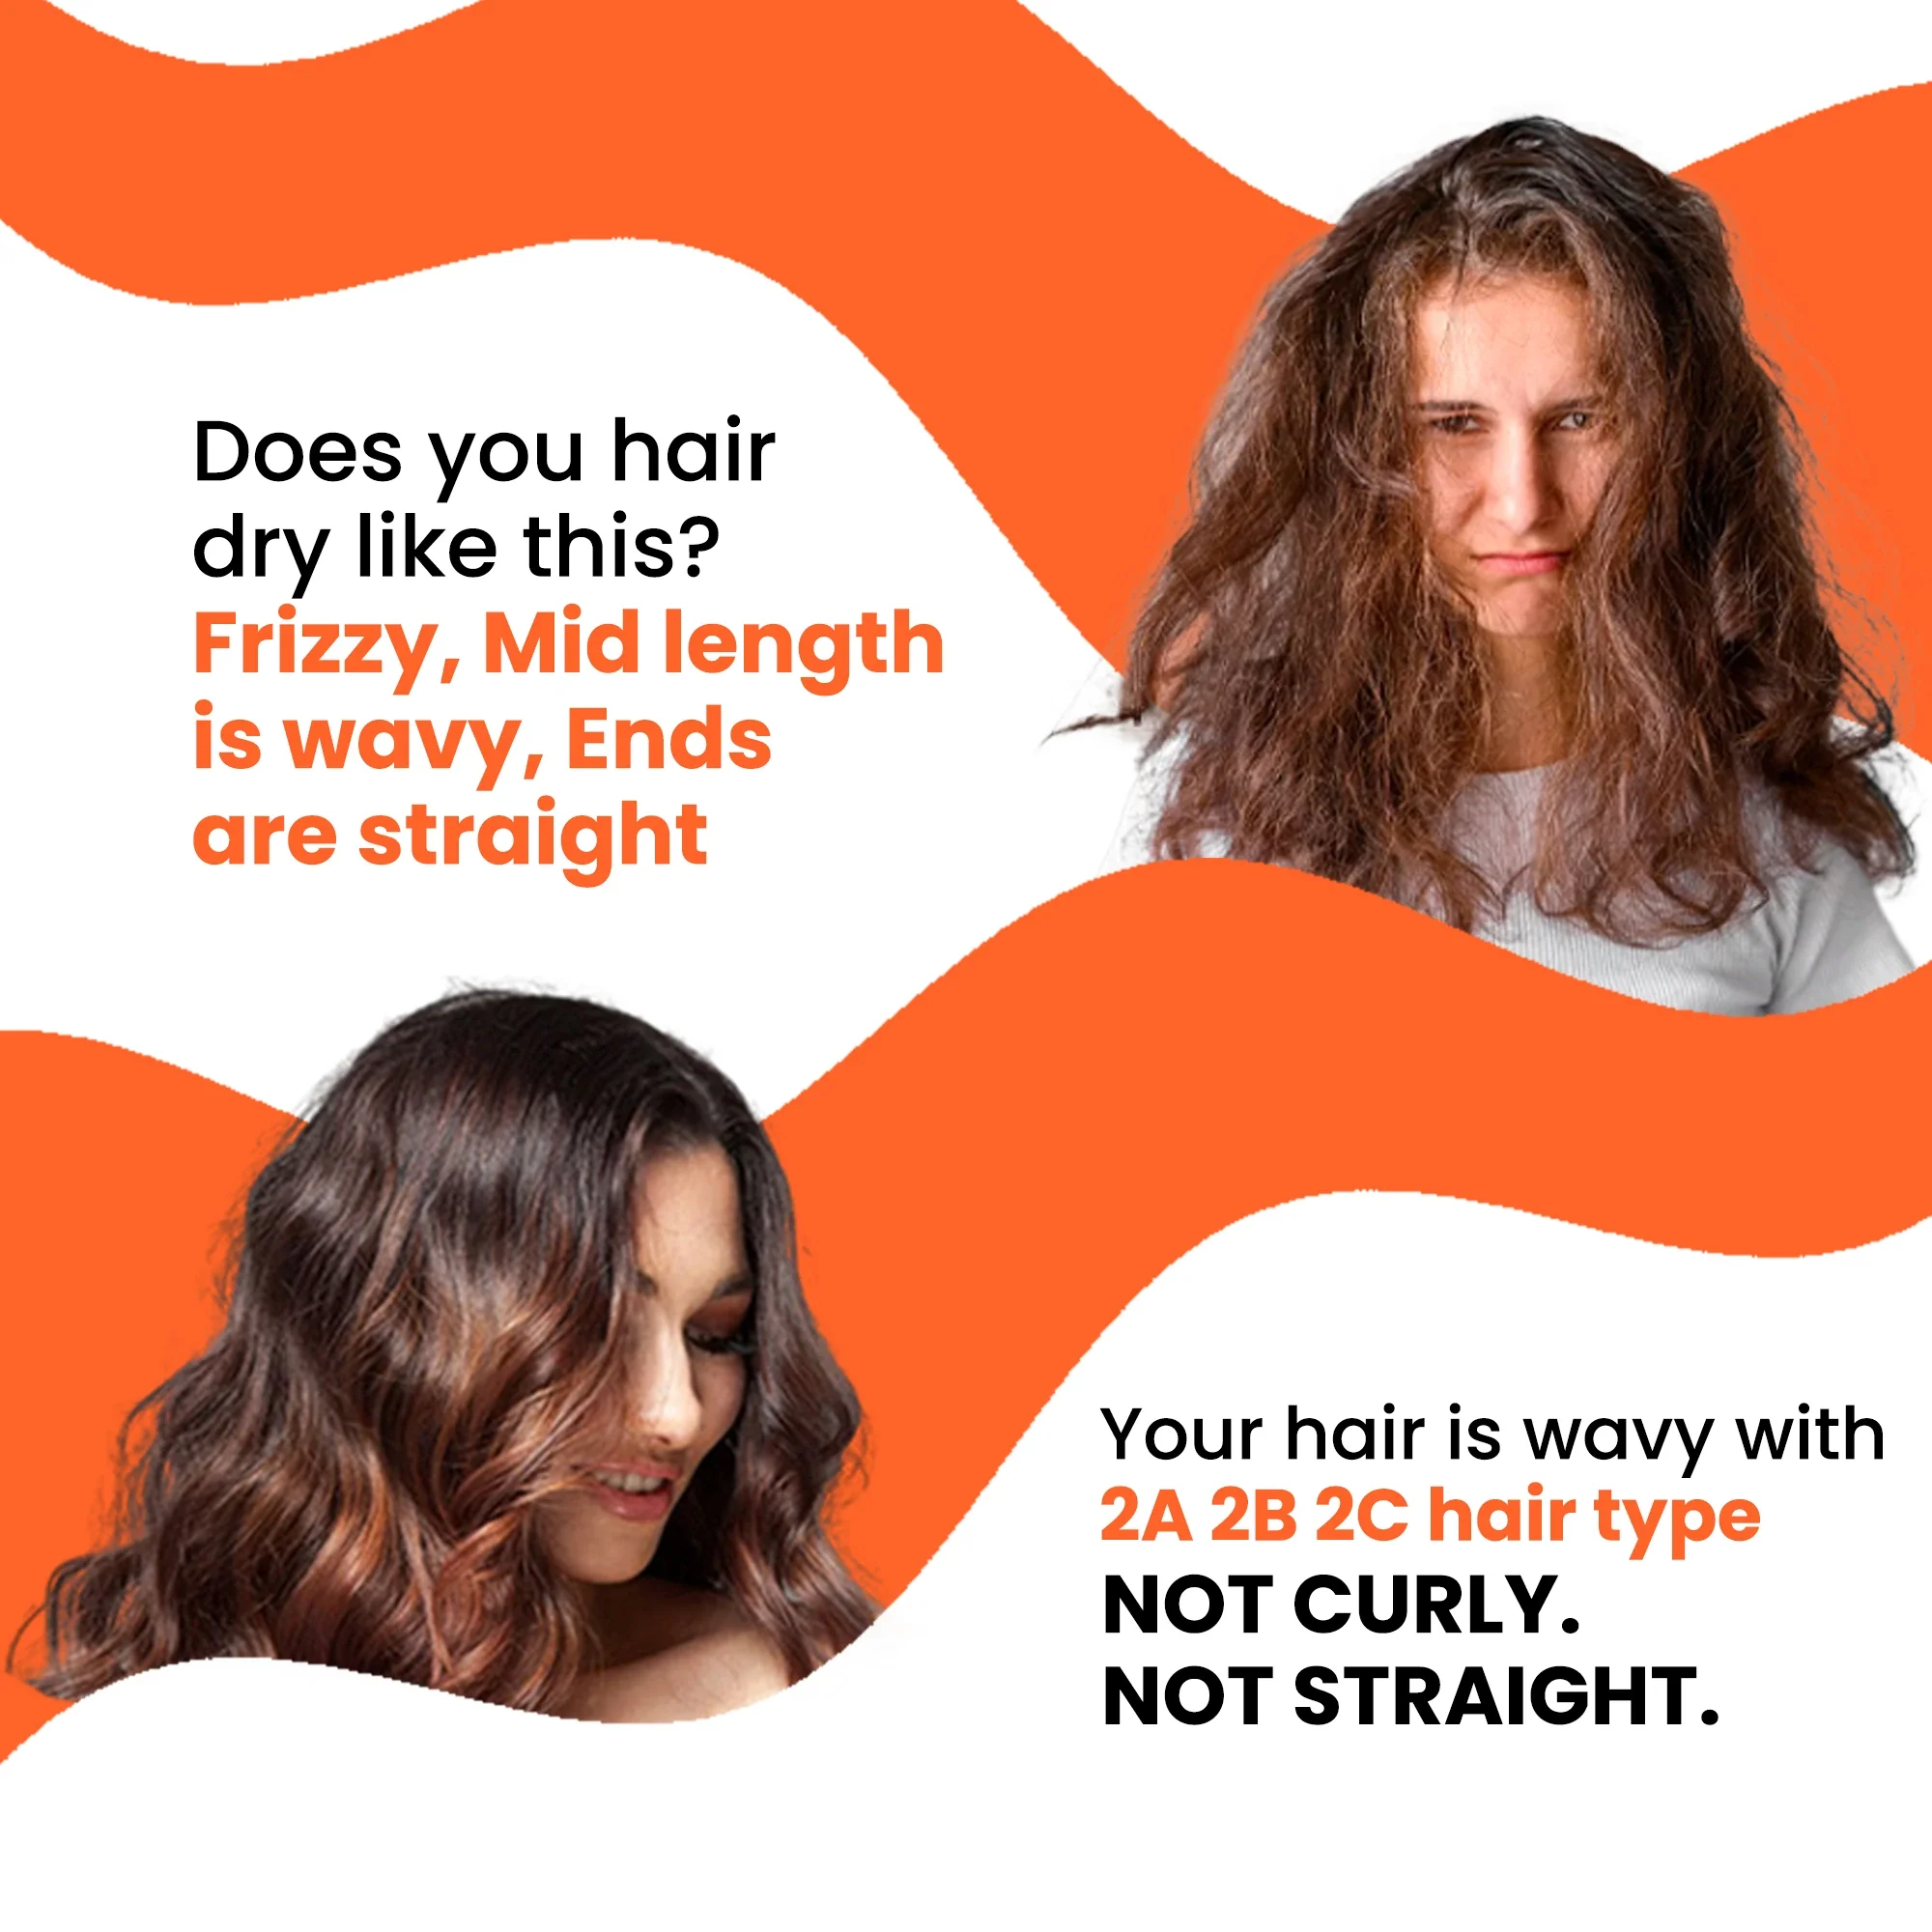 Does you hair
dry like this?
Frizzy, Mid length
is wavy, Ends
are straight
Your hair is wavy with
2A 2B 2C hair type
NOT CURLY.
NOT STRAIGHT.